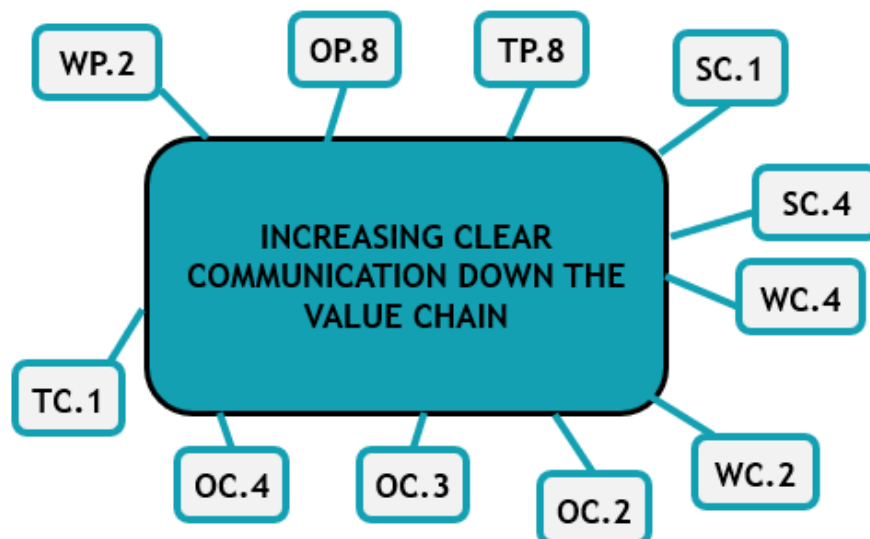 WP.2
OP.8
TP.8
SC.1
SC.4
INCREASING CLEAR
COMMUNICATION DOWN THE
VALUE CHAIN
WC.4
TC.1
OC.4
OC.3
OC.2
WC.2